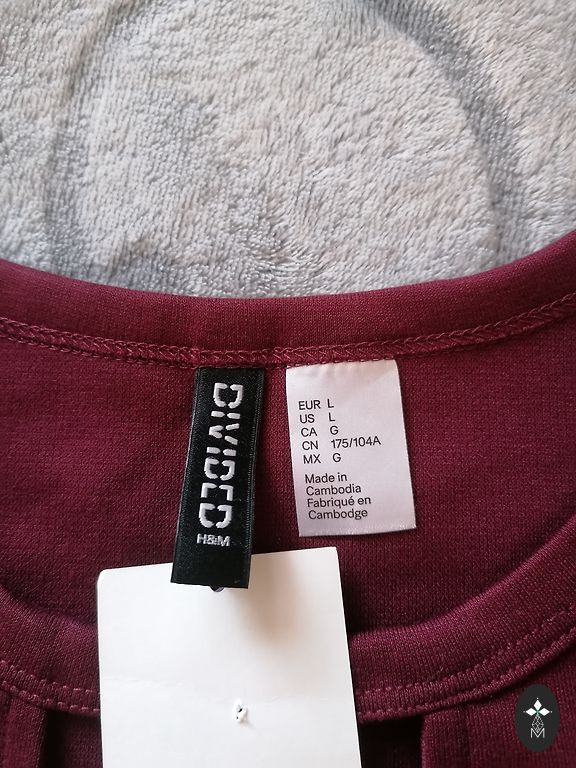 DIVIDED
H&M
EUR L
US L
CA G
CN 175/104A
MX G
Made in
Cambodia
Fabriqué en
Cambodge
M